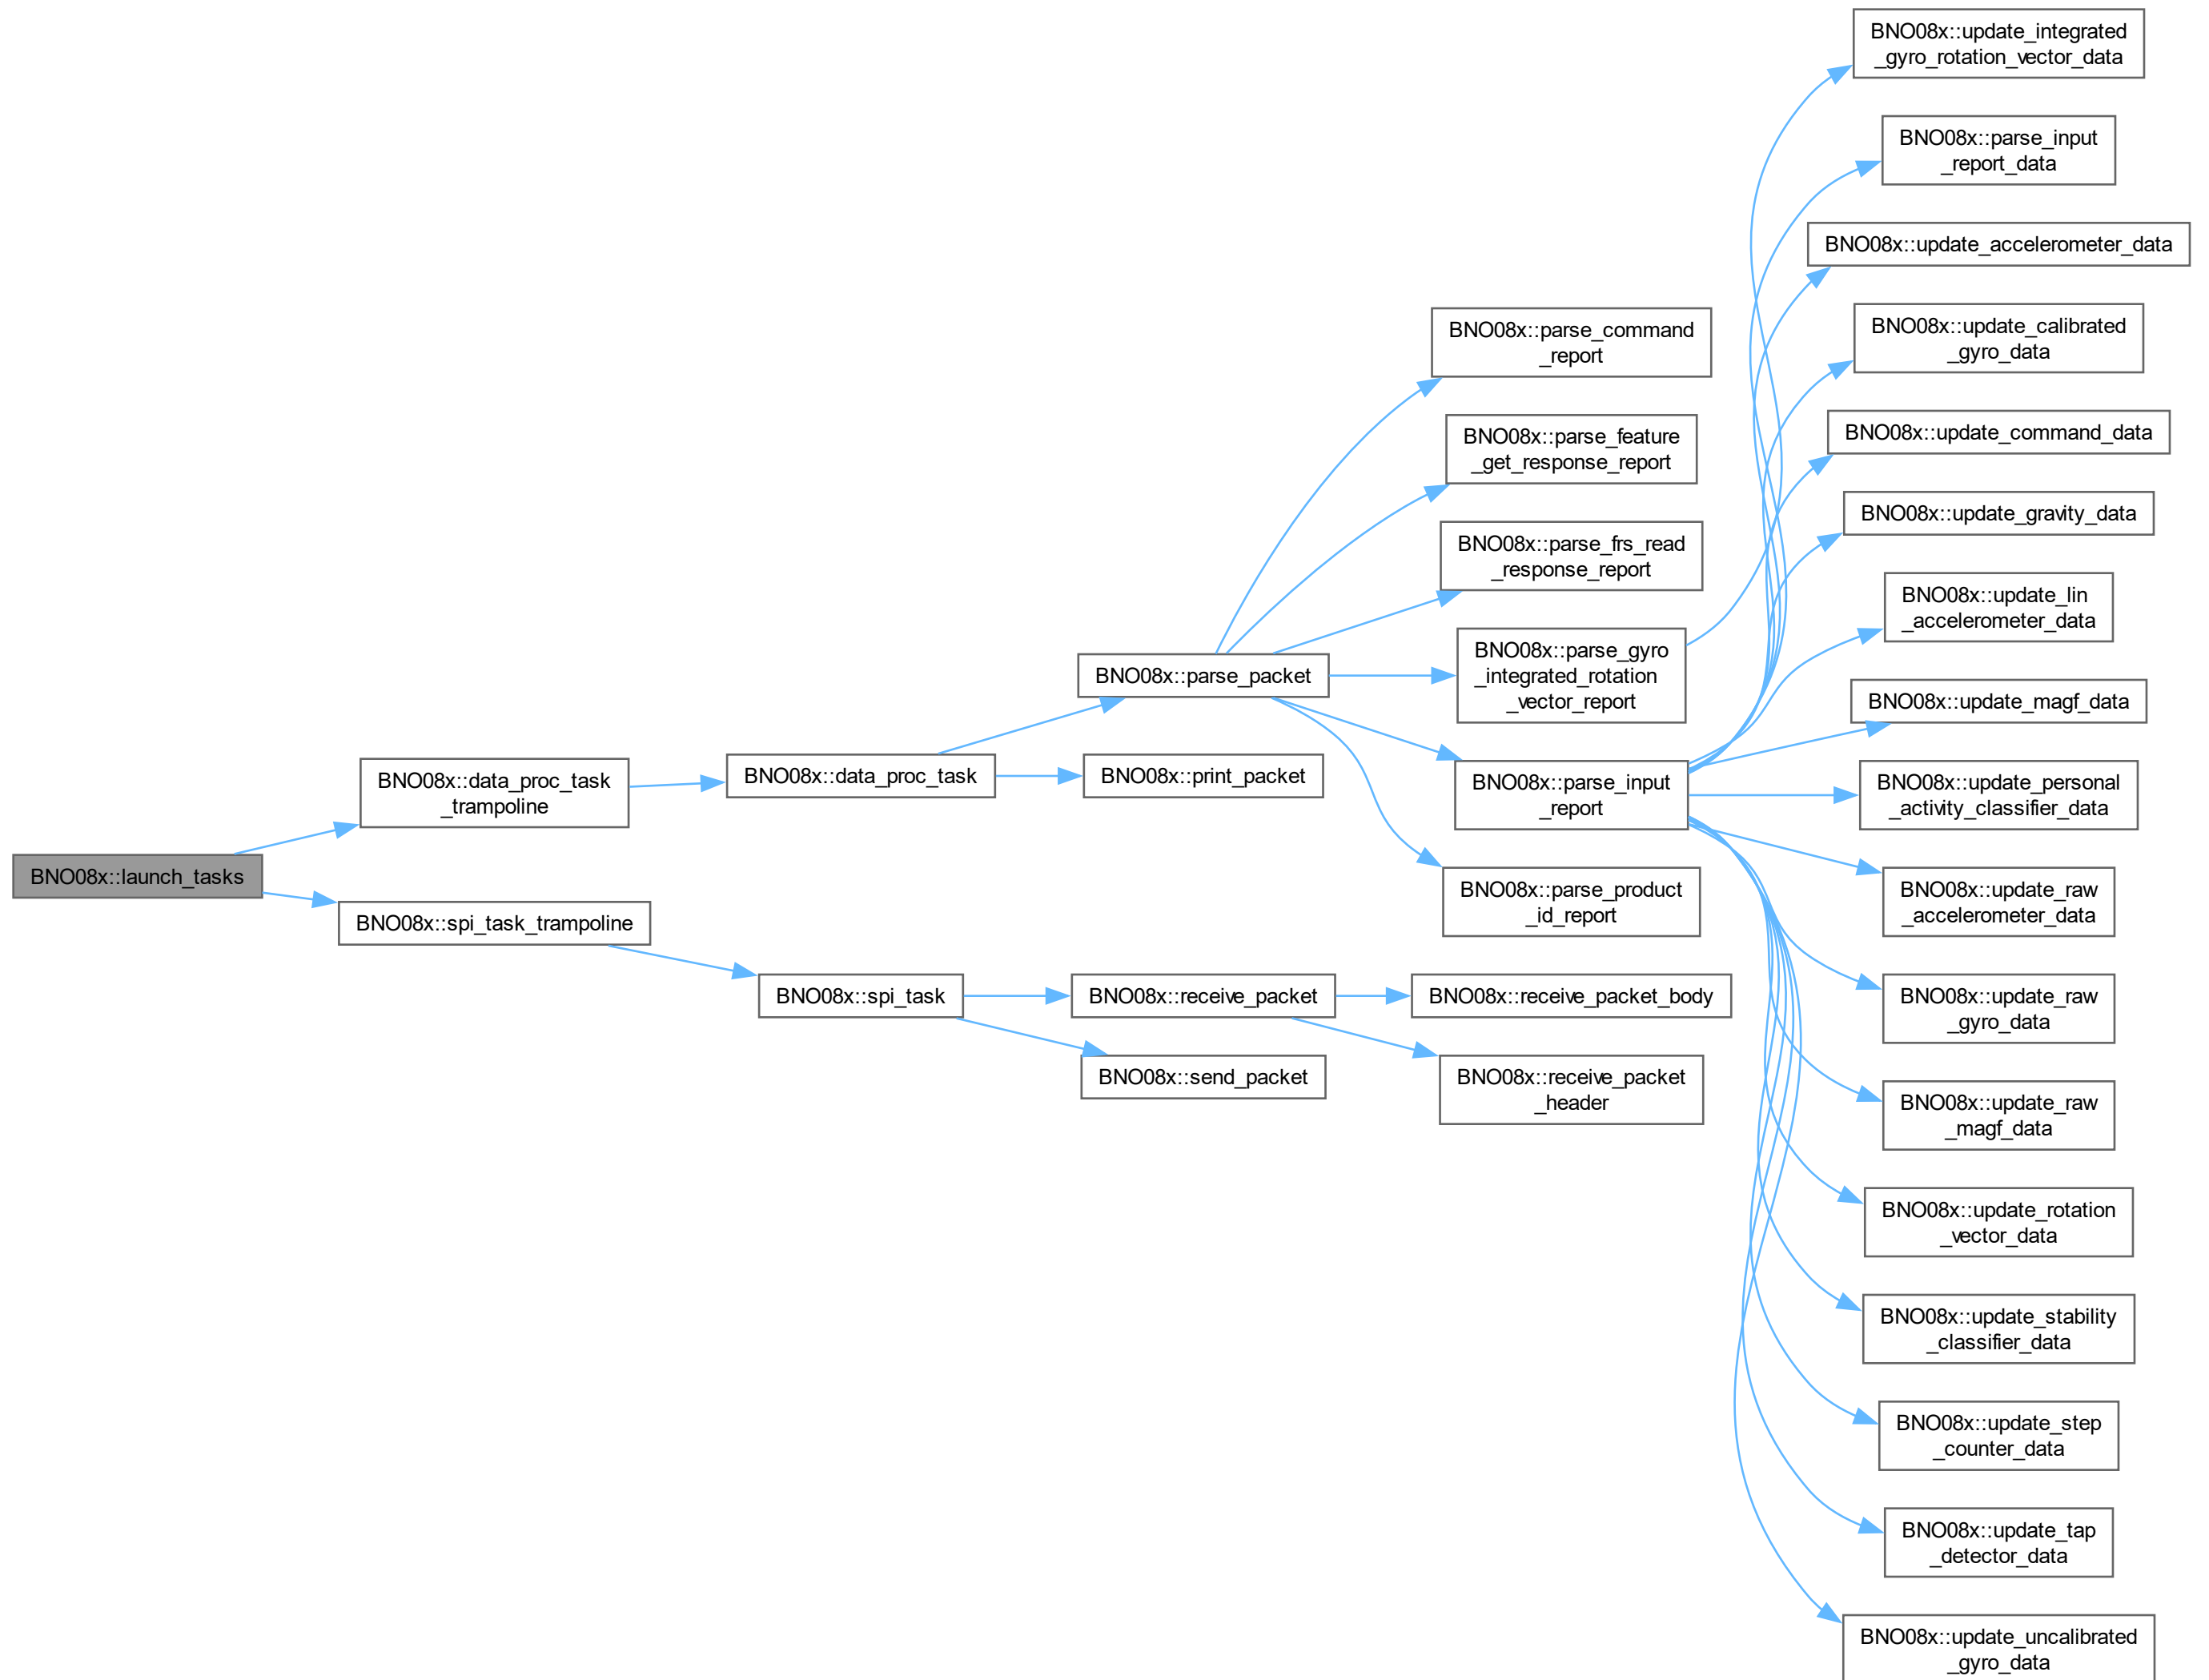 BNO08x::launch_tasks
BNO08x::data_proc_task
_trampoline
BNO08x::spi_task_trampoline
BNO08x::data_proc_task
BNO08x::spi_task
BNO08x::parse_packet
BNO08x::print_packet
BNO08x::receive_packet
BNO08x::send_packet
BNO08x::parse_command
_report
BNO08x::parse_feature
_get_response_report
BNO08x::parse_frs_read
_response_report
BNO08x::parse_gyro
_integrated_rotation
_vector_report
BNO08x::parse_input
_report
BNO08x::parse_product
_id_report
BNO08x::receive_packet_body
BNO08x::receive_packet
_header
BNO08x::update_integrated
_gyro_rotation_vector_data
BNO08x::parse_input
_report_data
BNO08x::update_accelerometer_data
BNO08x::update_calibrated
_gyro_data
BNO08x::update_command_data
BNO08x::update_gravity_data
BNO08x::update_lin
_accelerometer_data
BNO08x::update_magf_data
BNO08x::update_personal
_activity_classifier_data
BNO08x::update_raw
_accelerometer_data
BNO08x::update_raw
_gyro_data
BNO08x::update_raw
_magf_data
BNO08x::update_rotation
_vector_data
BNO08x::update_stability
_classifier_data
BNO08x::update_step
_counter_data
BNO08x::update_tap
_detector_data
BNO08x::update_uncalibrated
_gyro_data